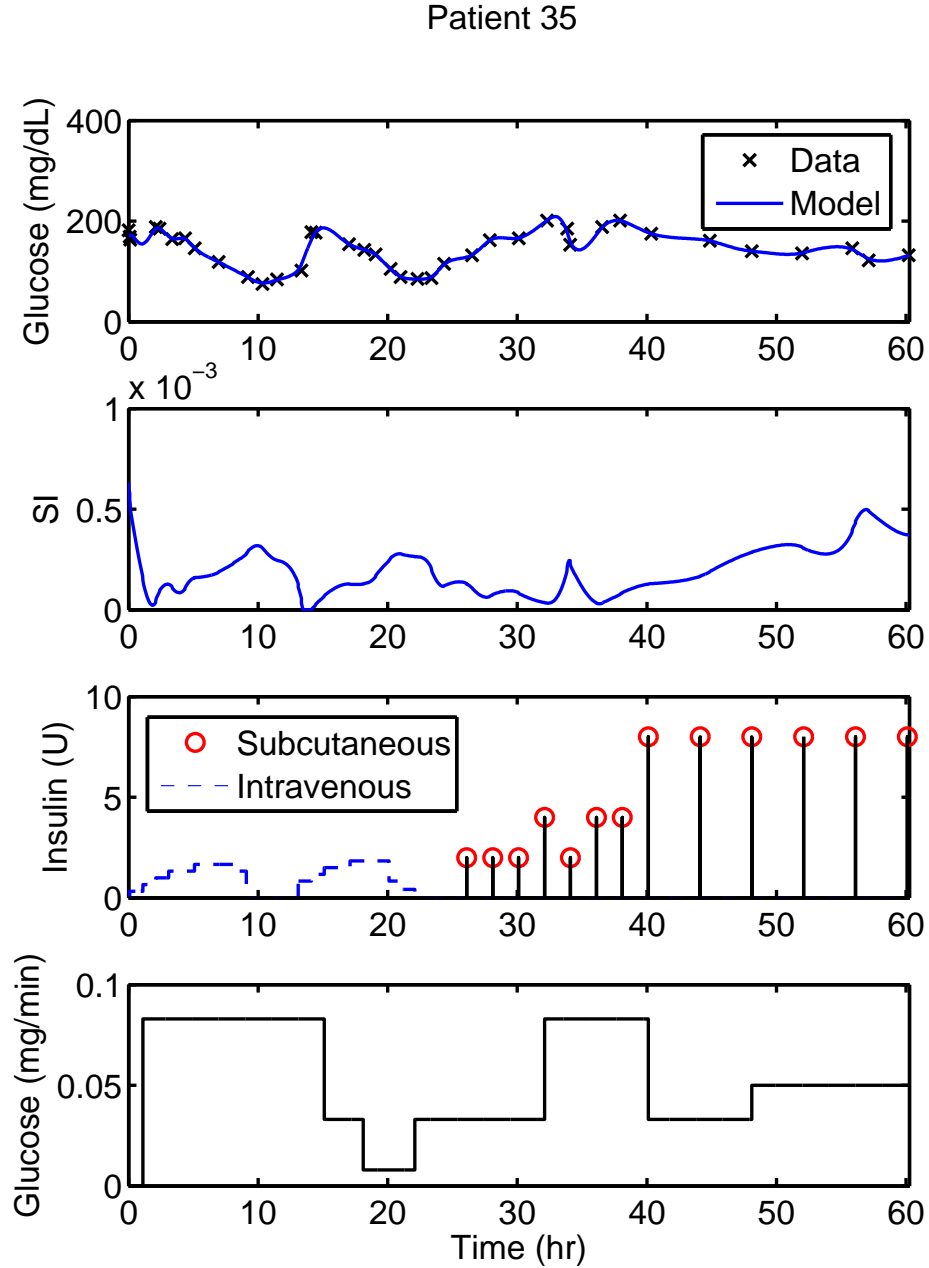 Patient 35
Glucose (mg/dL)
400
200
0
Data
Model
0 10 20 30 40 50 60
x 10⁻³
SI
1
0.5
0
0 10 20 30 40 50 60
Insulin (U)
10
5
0
Subcutaneous
Intravenous
0 10 20 30 40 50 60
Glucose (mg/min)
0.1
0.05
0
0 10 20 30 40 50 60
Time (hr)